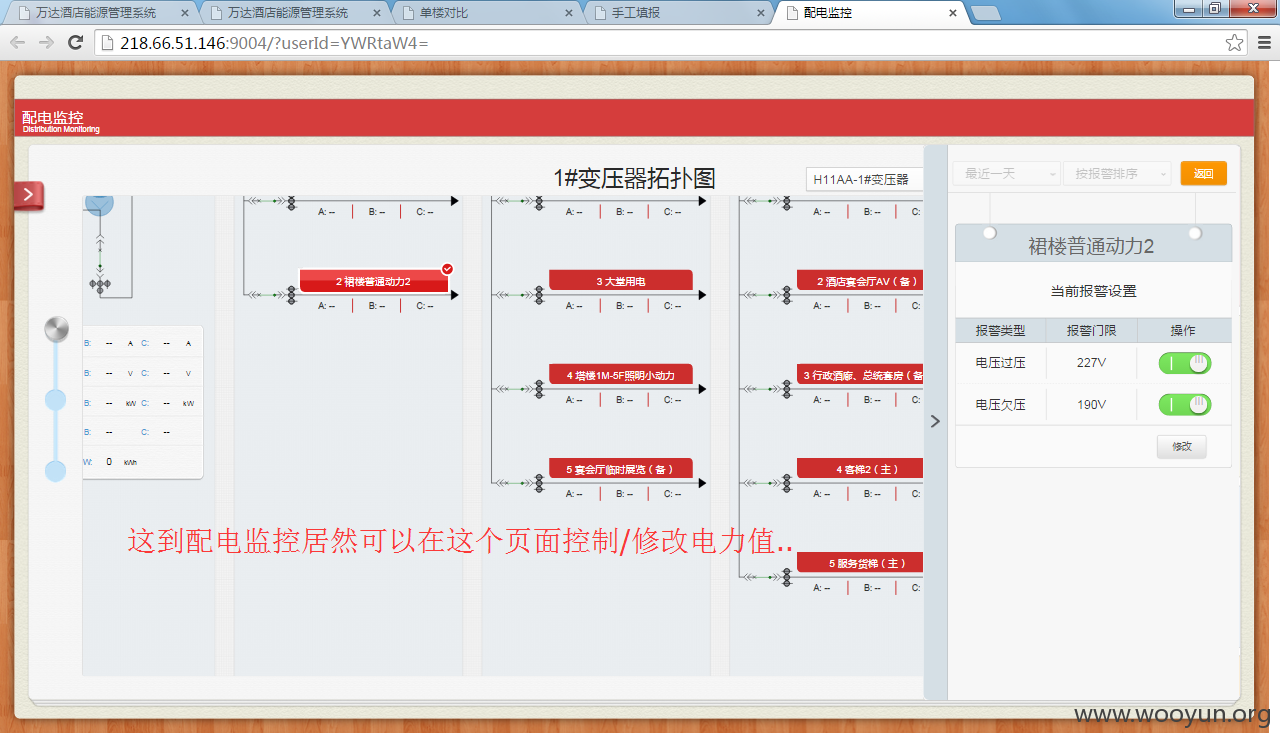 万达酒店能源管理系统
万达酒店能源管理系统
单楼对比
手工填报
配电监控
218.66.51.146:9004/?userId=YWRtaW4=
配电监控
Distribution Monitoring
1#变压器拓扑图
H11AA-1#变压器
最近一天
按报警排序
返回
A: -- B: -- C: --
A: -- B: -- C: --
A: -- B: -- C:
裙楼普通动力2
2 裙楼普通动力2
3 大堂用电
2 酒店宴会厅AV（备）
A: -- B: -- C: --
A: -- B: -- C: --
A: -- B: -- C:
当前报警设置
报警类型 报警门限 操作
电压过压 227V
电压欠压 190V
修改
B: -- A C: -- A
B: -- V C: -- V
B: -- kW C: -- kW
B: -- C: --
W: 0 kWh
4 塔楼1M-5F照明小动力
3 行政酒廊、总统套房（备
A: -- B: -- C: --
A: -- B: -- C:
5 宴会厅临时展览（备）
4 客梯2（主）
A: -- B: -- C: --
A: -- B: -- C:
这到配电监控居然可以在这个页面控制/修改电力值..
5 服务货梯（主）
A: -- B: -- C:
www.wooyun.org